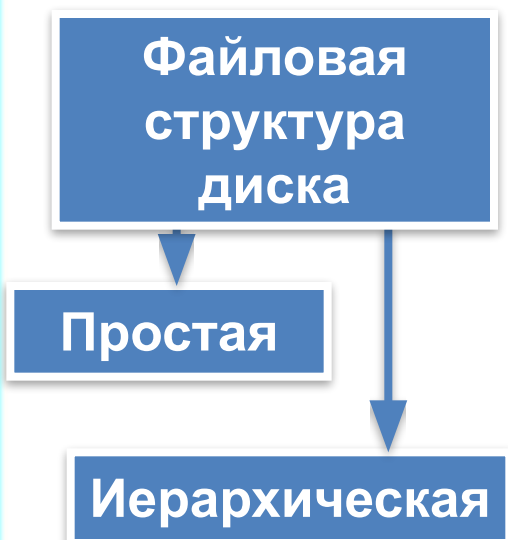 Файловая
структура
диска
Простая
Иерархическая